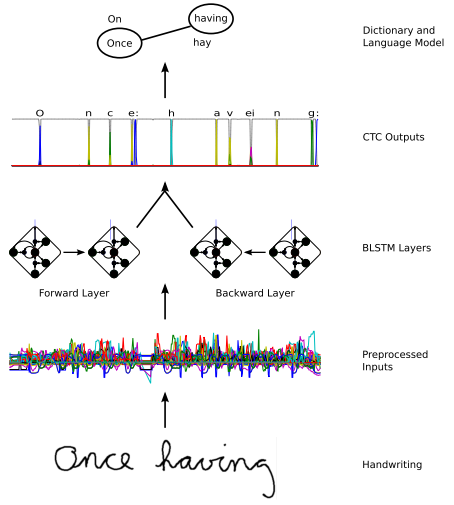 On
having
Once
hay
Dictionary and
Language Model
O n c e: h a v ei n g:
CTC Outputs
BLSTM Layers
Forward Layer
Backward Layer
Preprocessed
Inputs
Once having
Handwriting